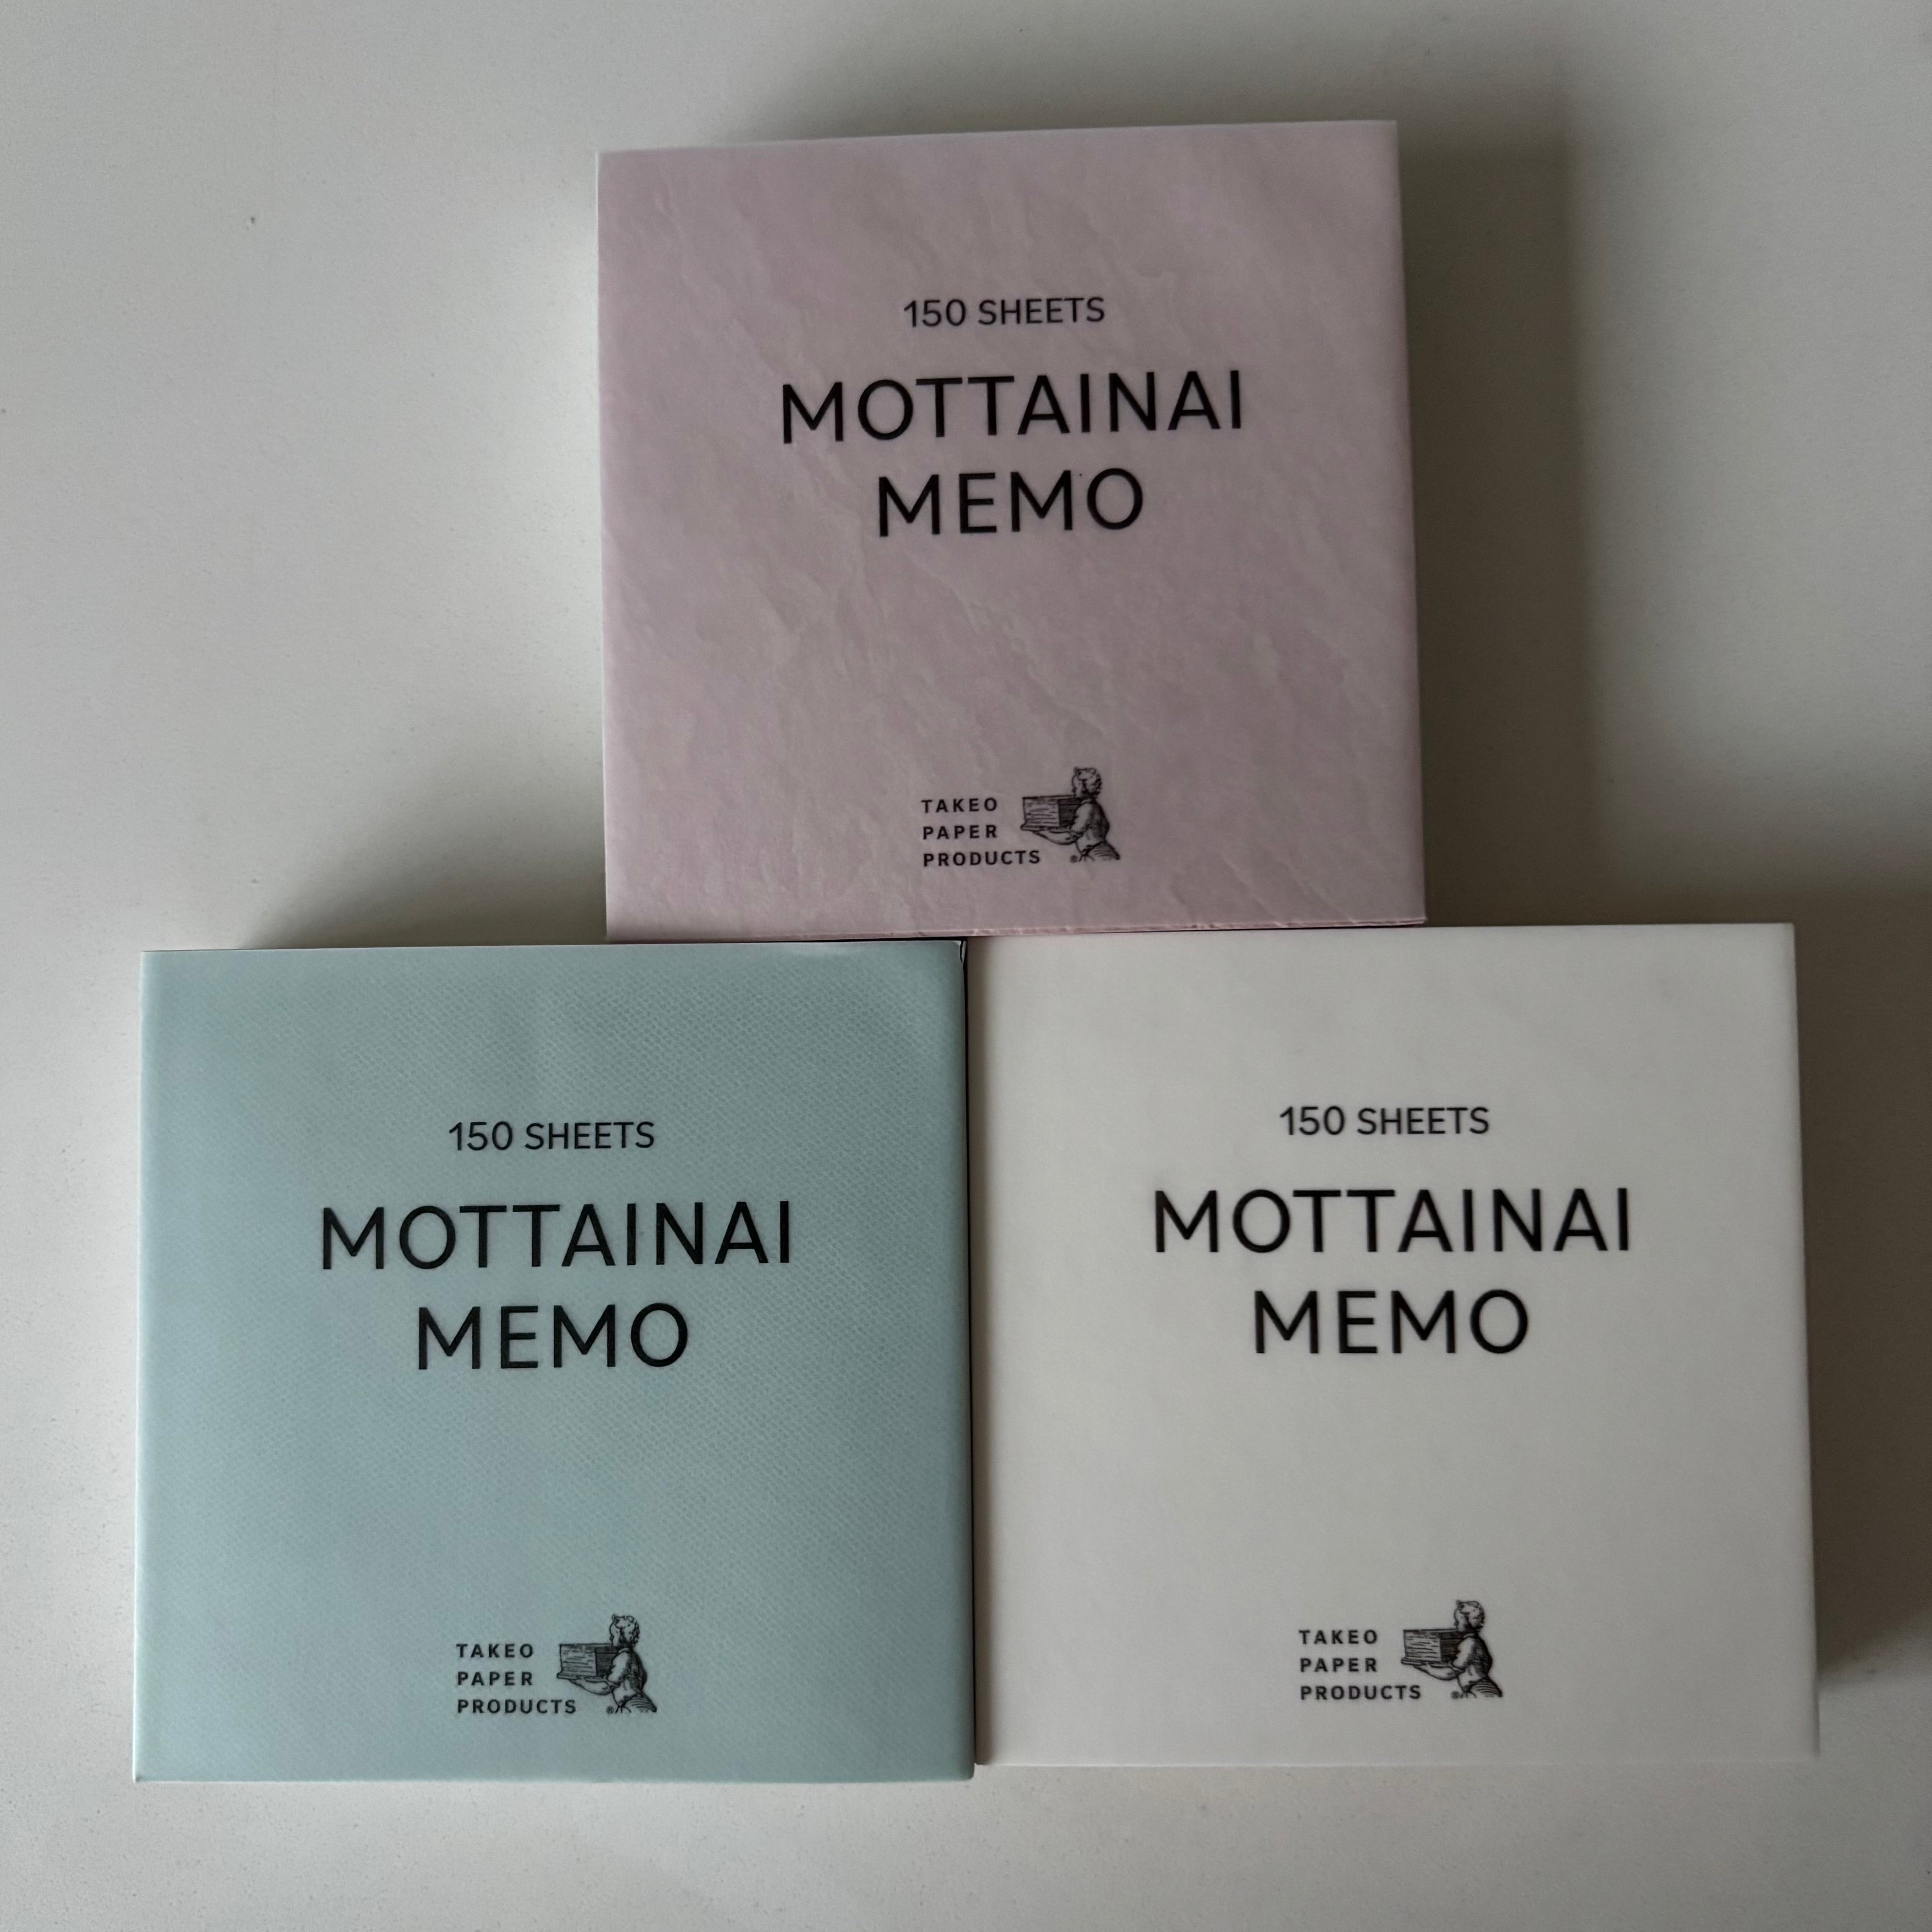 150 SHEETS
MOTTAINAI
MEMO
TAKEO
PAPER
PRODUCTS
®
150 SHEETS
MOTTAINAI
MEMO
TAKEO
PAPER
PRODUCTS
®
150 SHEETS
MOTTAINAI
MEMO
TAKEO
PAPER
PRODUCTS
®